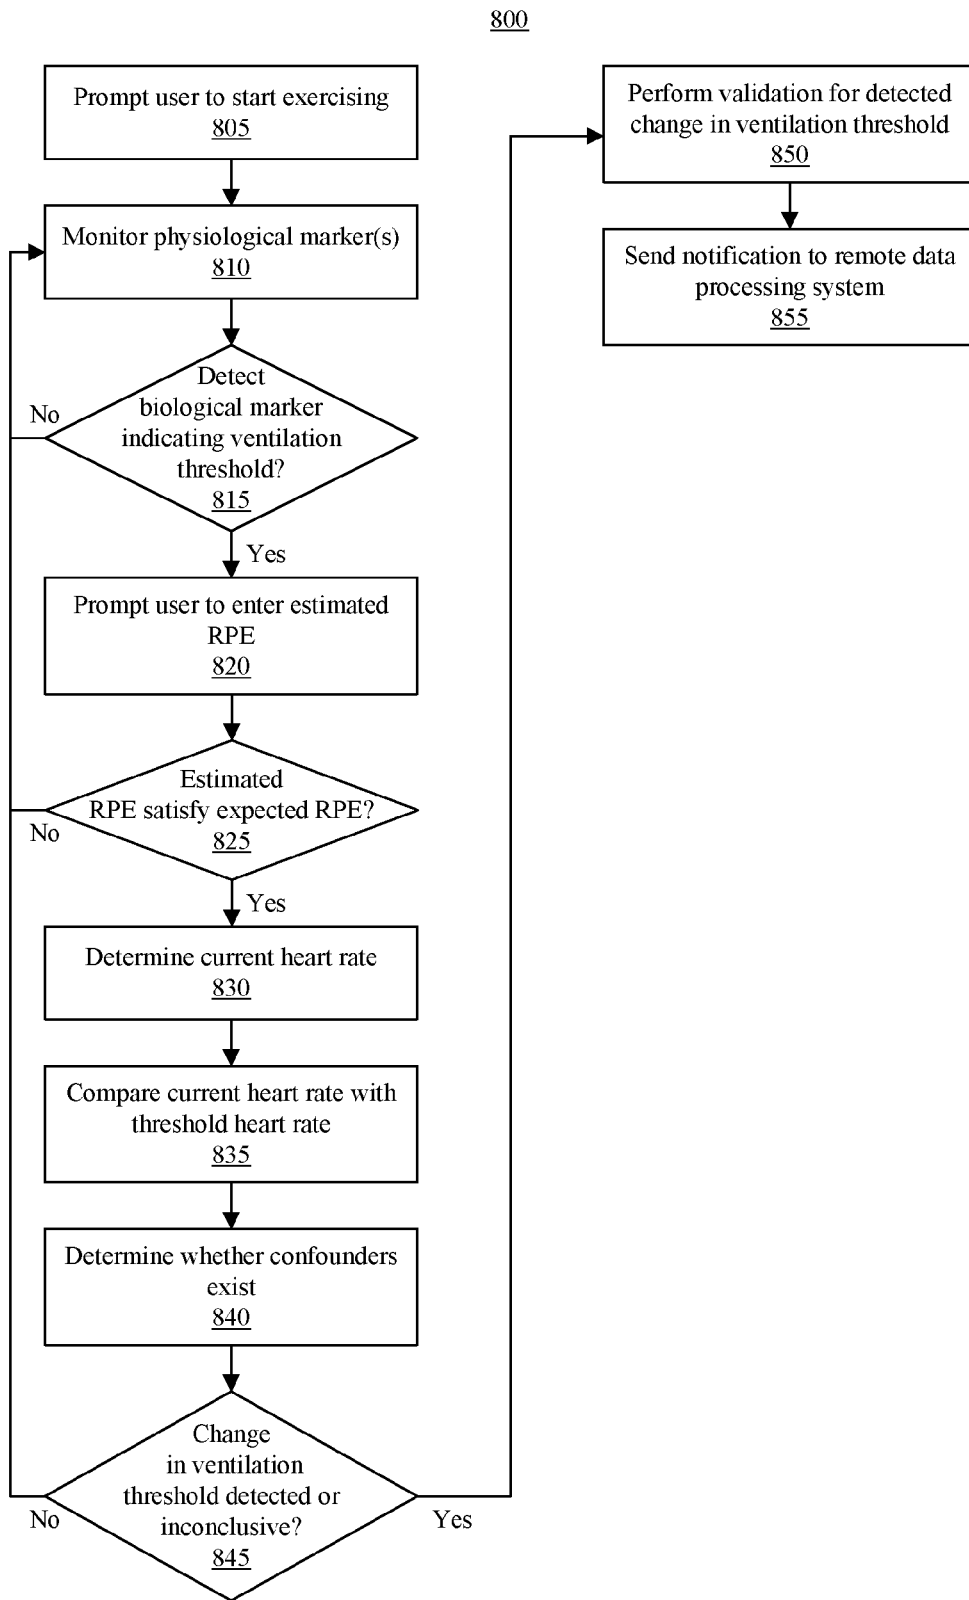 800
Prompt user to start exercising
805
Monitor physiological marker(s)
810
Detect
biological marker
indicating ventilation
threshold?
815
No
Yes
Prompt user to enter estimated
RPE
820
Estimated
RPE satisfy expected RPE?
825
No
Yes
Determine current heart rate
830
Compare current heart rate with
threshold heart rate
835
Determine whether confounders
exist
840
Change
in ventilation
threshold detected or
inconclusive?
845
No
Yes
Perform validation for detected
change in ventilation threshold
850
Send notification to remote data
processing system
855